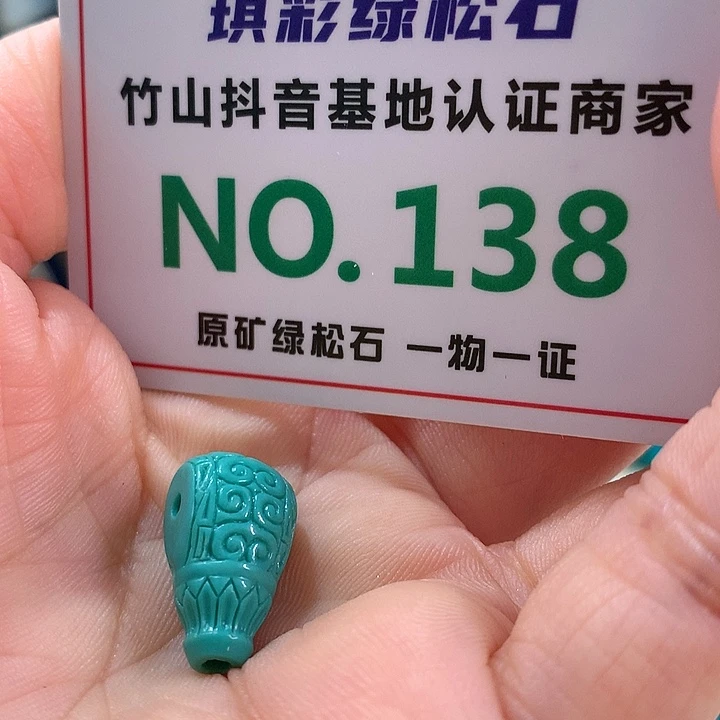 琪彩绿松石
竹山抖音基地认证商家
NO.138
原矿绿松石 一物一证